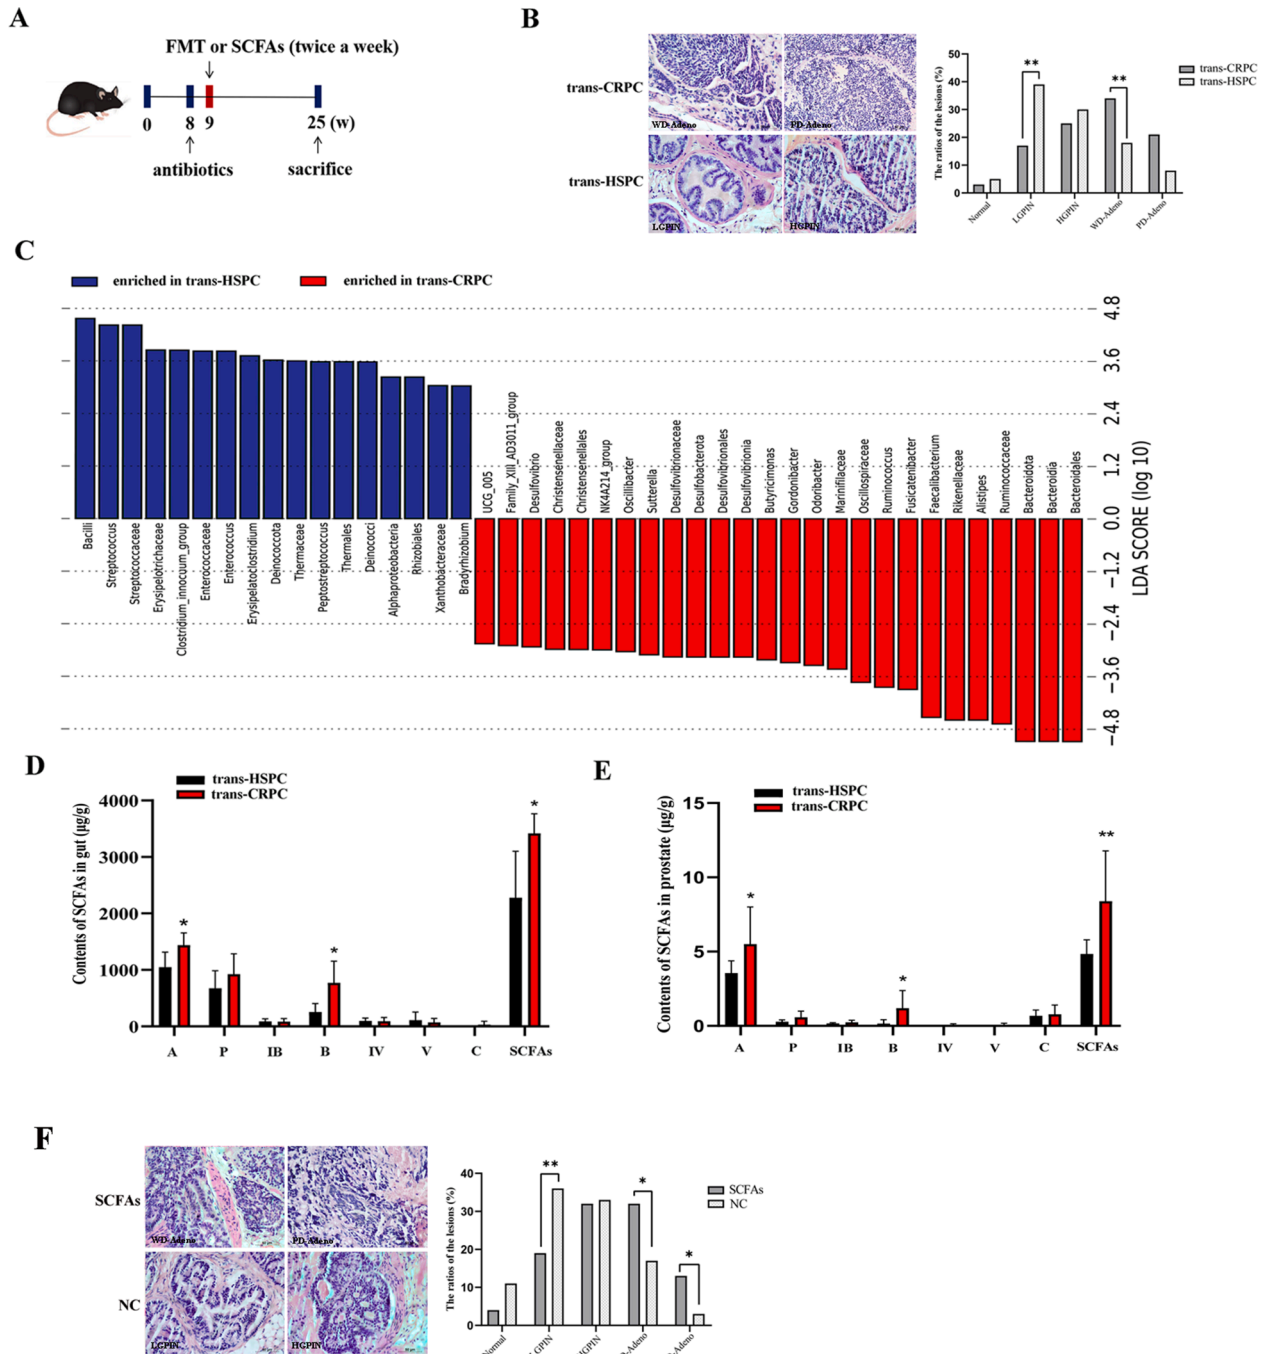 A
FMT or SCFAs (twice a week)
0
8
9
25 (w)
antibiotics
sacrifice
B
trans-CRPC
trans-HSPC
WD-Adeno
PD-Adeno
LGPIN
HGPIN
The ratios of the lesions (%)
50
40
30
20
10
0
**
**
trans-CRPC
trans-HSPC
Normal
LGPIN
HGPIN
WD-Adeno
PD-Adeno
C
enriched in trans-HSPC
enriched in trans-CRPC
Bacilli
Streptococcus
Streptococcaceae
Erysipelotrichaceae
Clostridium_innocuum_group
Enterococcaceae
Enterococcus
Erysipelatoclostridium
Deinococcota
Thermaceae
Peptostreptococcus
Thermales
Deinococci
Alphaproteobacteria
Rhizobiales
Xanthobacteraceae
Bradyrhizobium
UCG_005
Family_XIII_AD3011_group
Desulfovibrio
Christensenellaceae
Christensenellales
NK4A214_group
Oscillibacter
Sutterella
Desulfovibrionaceae
Desulfobacterota
Desulfovibrionales
Desulfovibrionia
Butyricimonas
Gordonibacter
Odoribacter
Marinifilaceae
Oscillospiraceae
Ruminococcus
Fusicatenibacter
Faecalibacterium
Rikenellaceae
Alistipes
Ruminococcaceae
Bacteroidota
Bacteroidia
Bacteroidales
4.8
3.6
2.4
1.2
0.0
−1.2
−2.4
−3.6
−4.8
LDA SCORE (log 10)
D
trans-HSPC
trans-CRPC
Contents of SCFAs in gut (μg/g)
4000
3000
2000
1000
0
*
*
*
A P IB B IV V C SCFAs
E
trans-HSPC
trans-CRPC
Contents of SCFAs in prostate (μg/g)
15
10
5
0
*
*
**
A P IB B IV V C SCFAs
F
SCFAs
NC
WD-Adeno
PD-Adeno
LGPIN
HGPIN
The ratios of the lesions (%)
40
30
20
10
0
**
*
*
SCFAs
NC
Normal
LGPIN
HGPIN
D-Adeno
D-Adeno